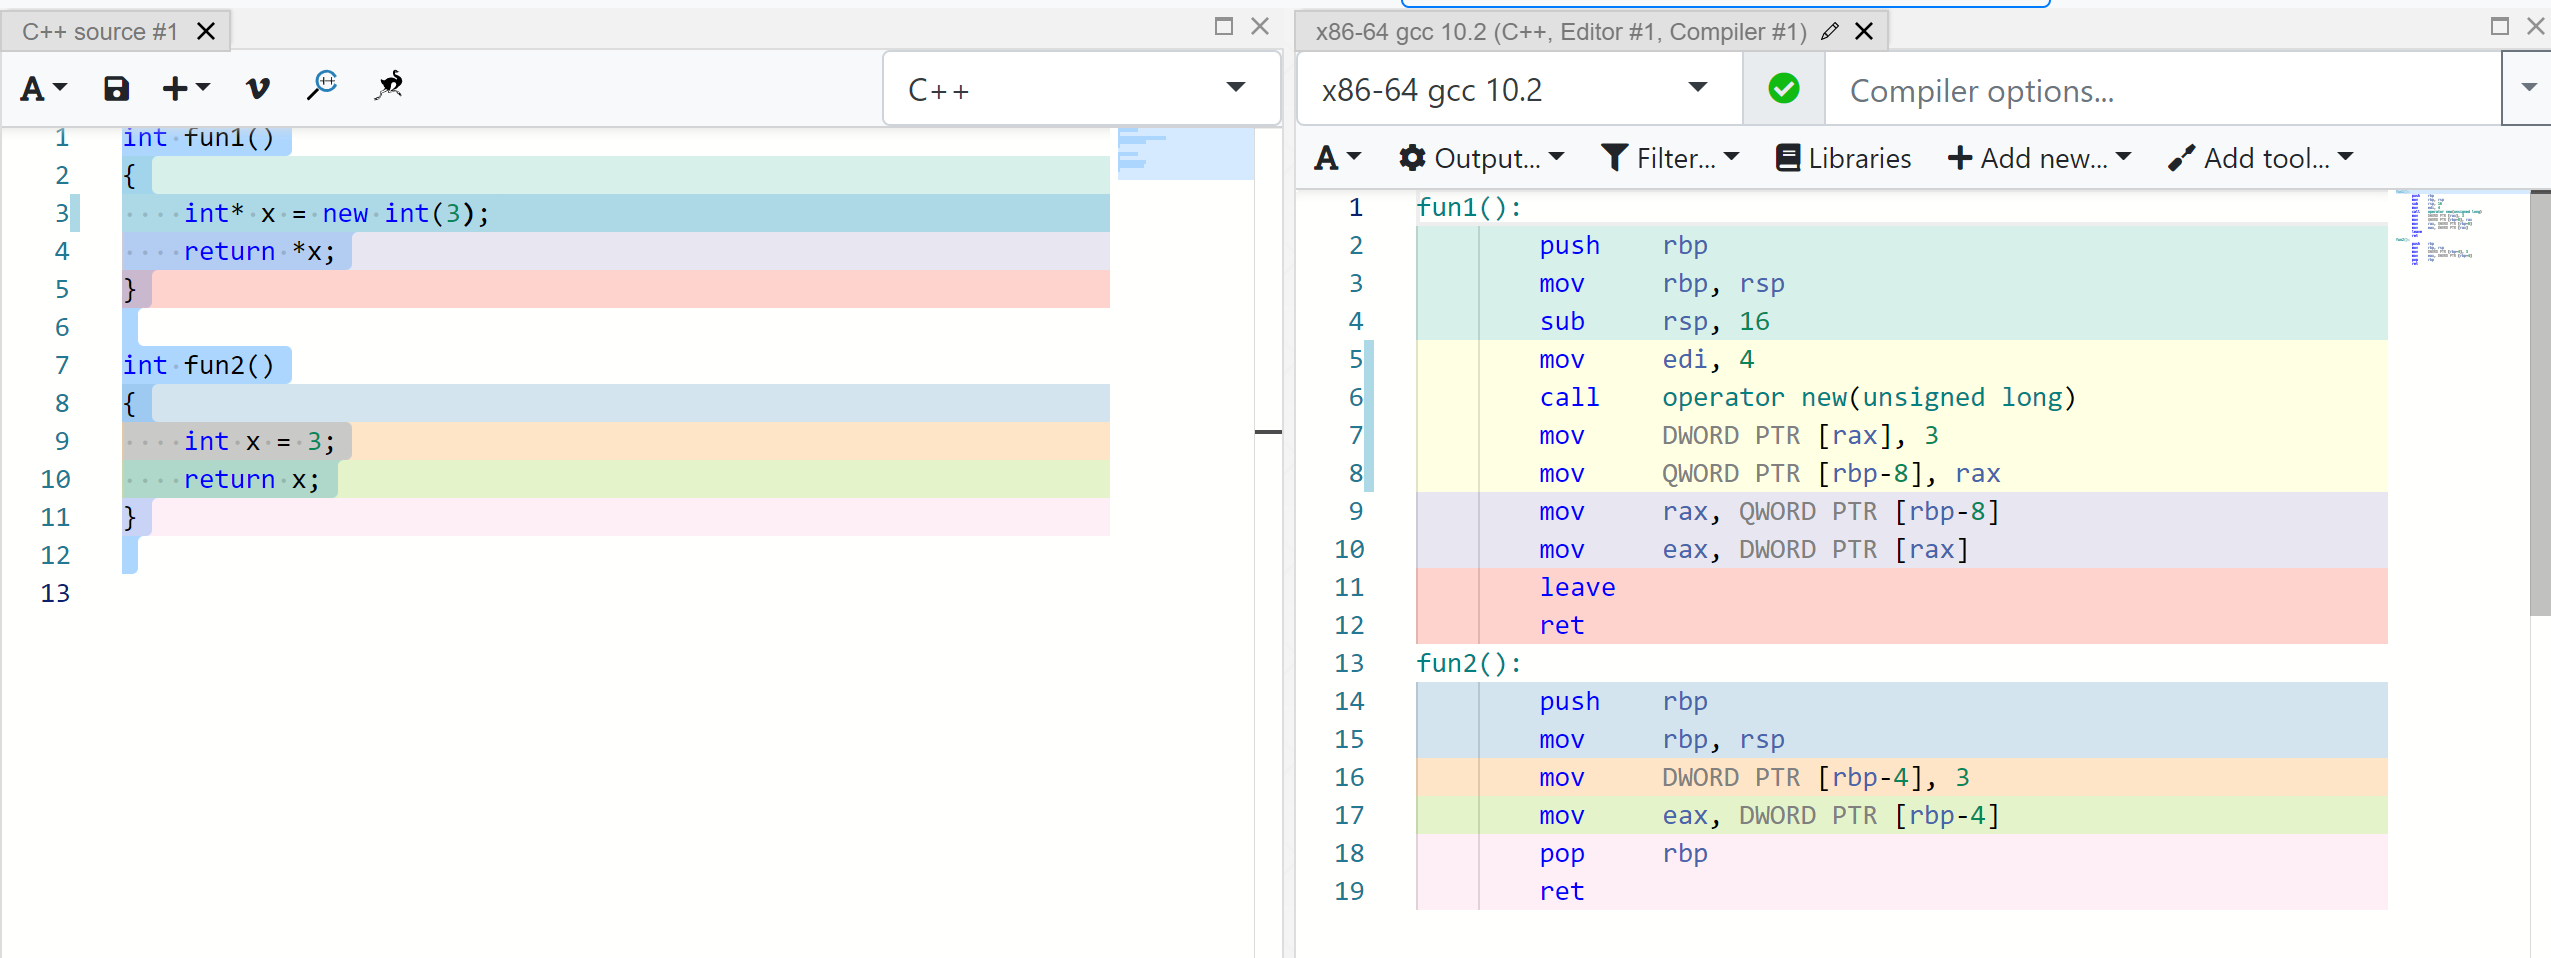 C++ source #1
A
C++
1 int fun1()
2 {
3     int* x = new int(3);
4     return *x;
5 }
6
7 int fun2()
8 {
9     int x = 3;
10     return x;
11 }
12
13
x86-64 gcc 10.2 (C++, Editor #1, Compiler #1)
x86-64 gcc 10.2 Compiler options...
A Output... Filter... Libraries Add new... Add tool...
1 fun1():
2         push    rbp
3         mov     rbp, rsp
4         sub     rsp, 16
5         mov     edi, 4
6         call    operator new(unsigned long)
7         mov     DWORD PTR [rax], 3
8         mov     QWORD PTR [rbp-8], rax
9         mov     rax, QWORD PTR [rbp-8]
10         mov     eax, DWORD PTR [rax]
11         leave
12         ret
13 fun2():
14         push    rbp
15         mov     rbp, rsp
16         mov     DWORD PTR [rbp-4], 3
17         mov     eax, DWORD PTR [rbp-4]
18         pop     rbp
19         ret